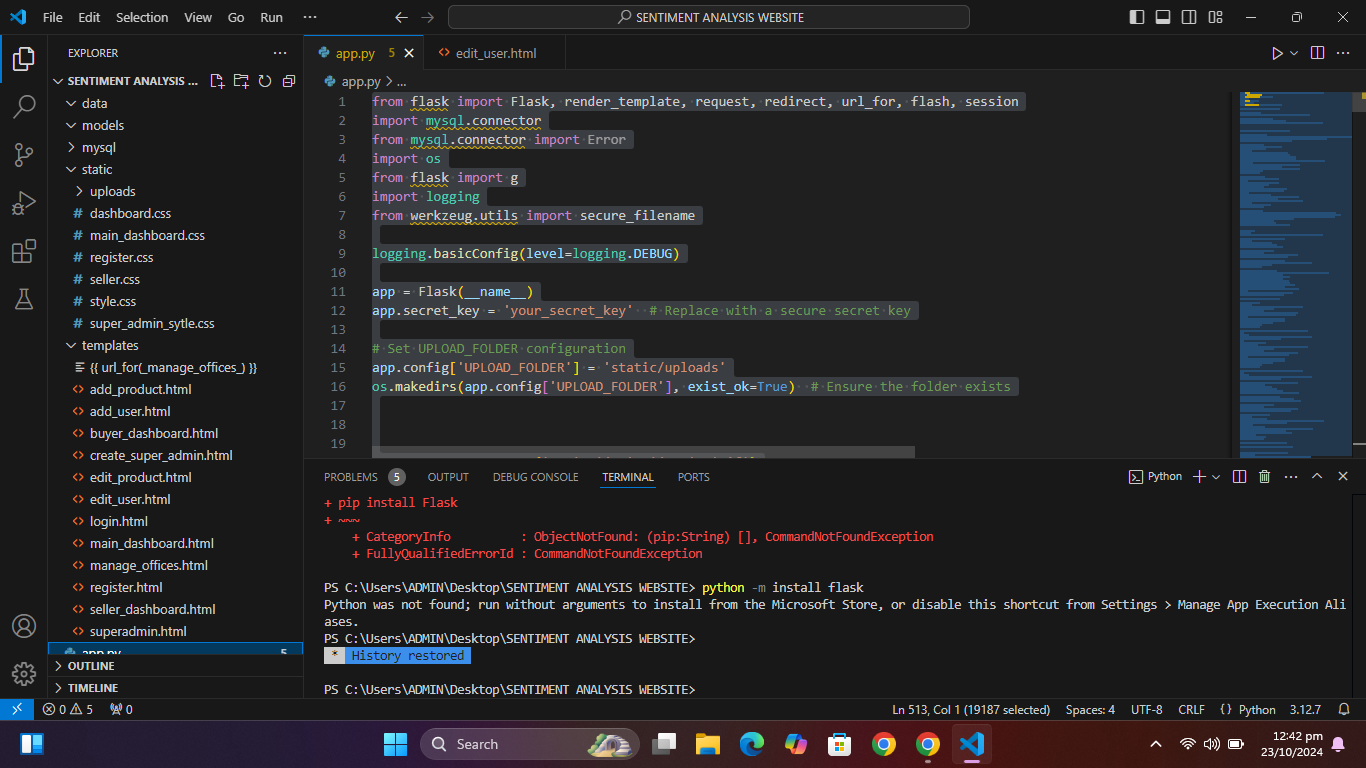 File Edit Selection View Go Run ··· SENTIMENT ANALYSIS WEBSITE
EXPLORER ···
SENTIMENT ANALYSIS ...
data
models
mysql
static
uploads
# dashboard.css
# main_dashboard.css
# register.css
# seller.css
# style.css
# super_admin_sytle.css
templates
{{ url_for(_manage_offices_) }}
<> add_product.html
<> add_user.html
<> buyer_dashboard.html
<> create_super_admin.html
<> edit_product.html
<> edit_user.html
<> login.html
<> main_dashboard.html
<> manage_offices.html
<> register.html
<> seller_dashboard.html
<> superadmin.html
app.py 5
OUTLINE
TIMELINE
app.py 5 <> edit_user.html
app.py > ...
1 from flask import Flask, render_template, request, redirect, url_for, flash, session
2 import mysql.connector
3 from mysql.connector import Error
4 import os
5 from flask import g
6 import logging
7 from werkzeug.utils import secure_filename
8
9 logging.basicConfig(level=logging.DEBUG)
10
11 app = Flask(__name__)
12 app.secret_key = 'your_secret_key'  # Replace with a secure secret key
13
14 # Set UPLOAD_FOLDER configuration
15 app.config['UPLOAD_FOLDER'] = 'static/uploads'
16 os.makedirs(app.config['UPLOAD_FOLDER'], exist_ok=True)  # Ensure the folder exists
17
18
19
PROBLEMS 5 OUTPUT DEBUG CONSOLE TERMINAL PORTS Python
+ pip install Flask
+ ~~~
+ CategoryInfo : ObjectNotFound: (pip:String) [], CommandNotFoundException
+ FullyQualifiedErrorId : CommandNotFoundException
PS C:\Users\ADMIN\Desktop\SENTIMENT ANALYSIS WEBSITE> python -m install flask
Python was not found; run without arguments to install from the Microsoft Store, or disable this shortcut from Settings > Manage App Execution Ali
ases.
PS C:\Users\ADMIN\Desktop\SENTIMENT ANALYSIS WEBSITE>
* History restored
PS C:\Users\ADMIN\Desktop\SENTIMENT ANALYSIS WEBSITE>
0 5 0 Ln 513, Col 1 (19187 selected) Spaces: 4 UTF-8 CRLF {} Python 3.12.7
Search 12:42 pm
23/10/2024